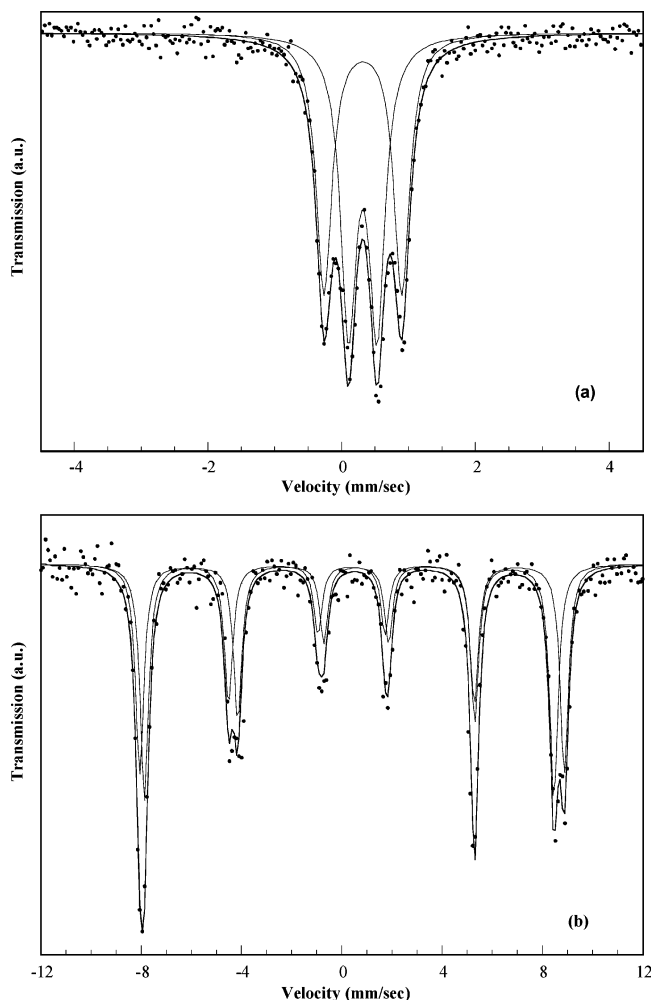 Transmission (a.u.)
(a)
-4 -2 0 2 4
Velocity (mm/sec)
Transmission (a.u.)
(b)
-12 -8 -4 0 4 8 12
Velocity (mm/sec)